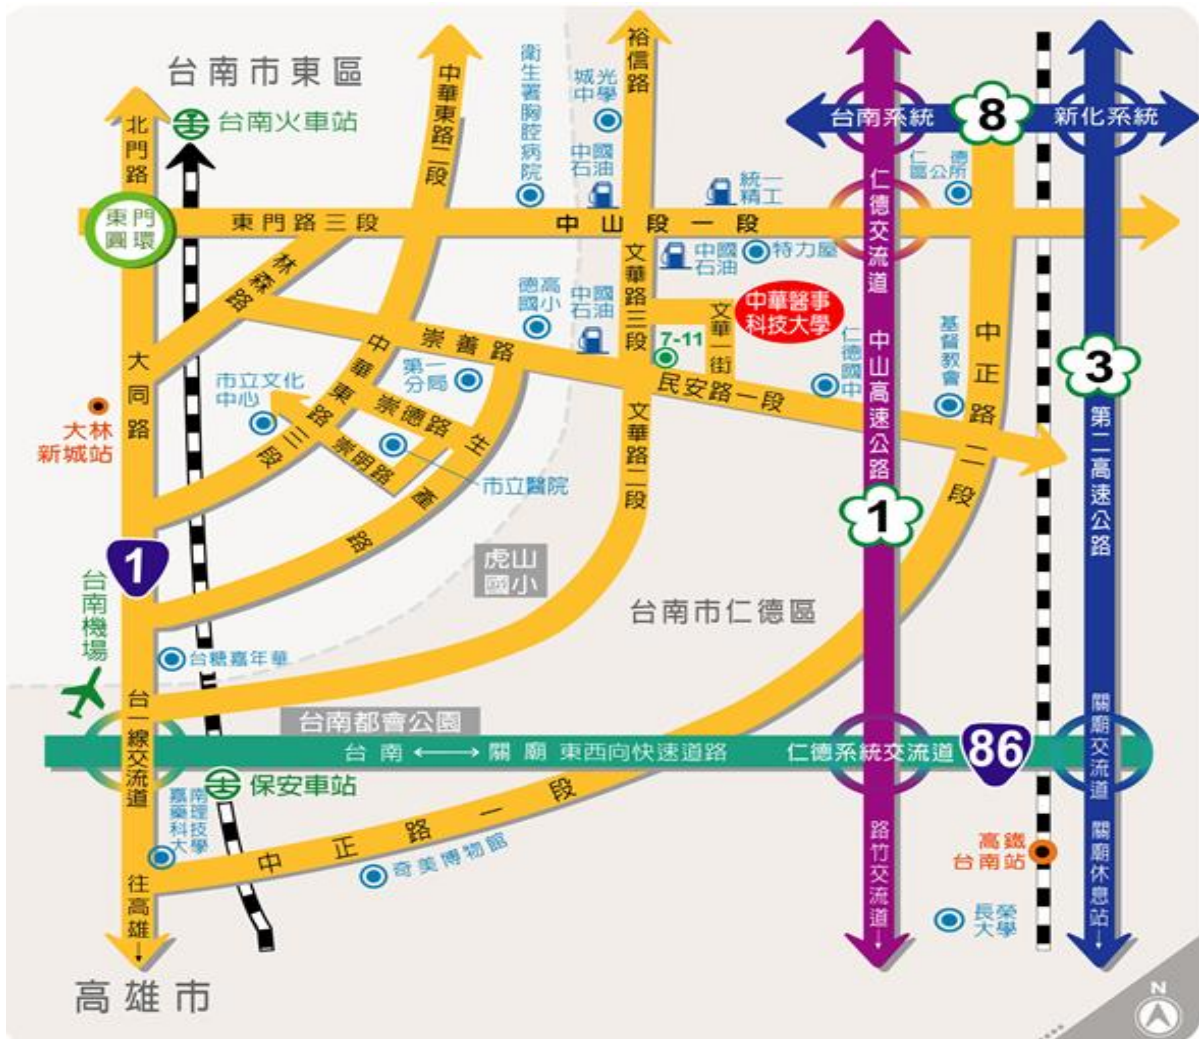 台南市東區
北門路
台南火車站
中華東路二段
衛生署胸腔病院
城光中學
裕信路
中國石油
統一精工
台南系統
8
新化系統
仁德區公所
東門圓環
東門路三段
中山段一段
林森路
德高國小
中國石油
文華路三段
中國石油
特力屋
仁德交流道
中華醫事
科技大學
文華一街
7-11
崇善路
第一分局
民安路一段
仁德國中
中山高速公路
基督教會
中正路二段
3
第二高速公路
大同路
市立文化中心
大林新城站
中華東路三段
崇德路
崇明路
市立醫院
生產路
文華路二段
1
1
虎山國小
台南市仁德區
台南機場
台糖嘉年華
台一線交流道
台南都會公園
台南 ←→ 關廟 東西向快速道路
仁德系統交流道
86
關廟交流道
保安車站
嘉南藥理科技大學
中正路一段
奇美博物館
路竹交流道↓
高鐵台南站
關廟休息站↓
長榮大學
往高雄↓
高雄市
N